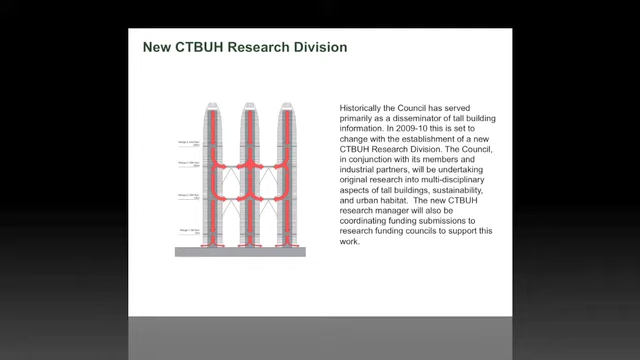 New CTBUH Research Division
Historically the Council has served
primarily as a disseminator of tall building
information. In 2009-10 this is set to
change with the establishment of a new
CTBUH Research Division. The Council,
in conjunction with its members and
industrial partners, will be undertaking
original research into multi-disciplinary
aspects of tall buildings, sustainability,
and urban habitat.  The new CTBUH
research manager will also be
coordinating funding submissions to
research funding councils to support this
work.